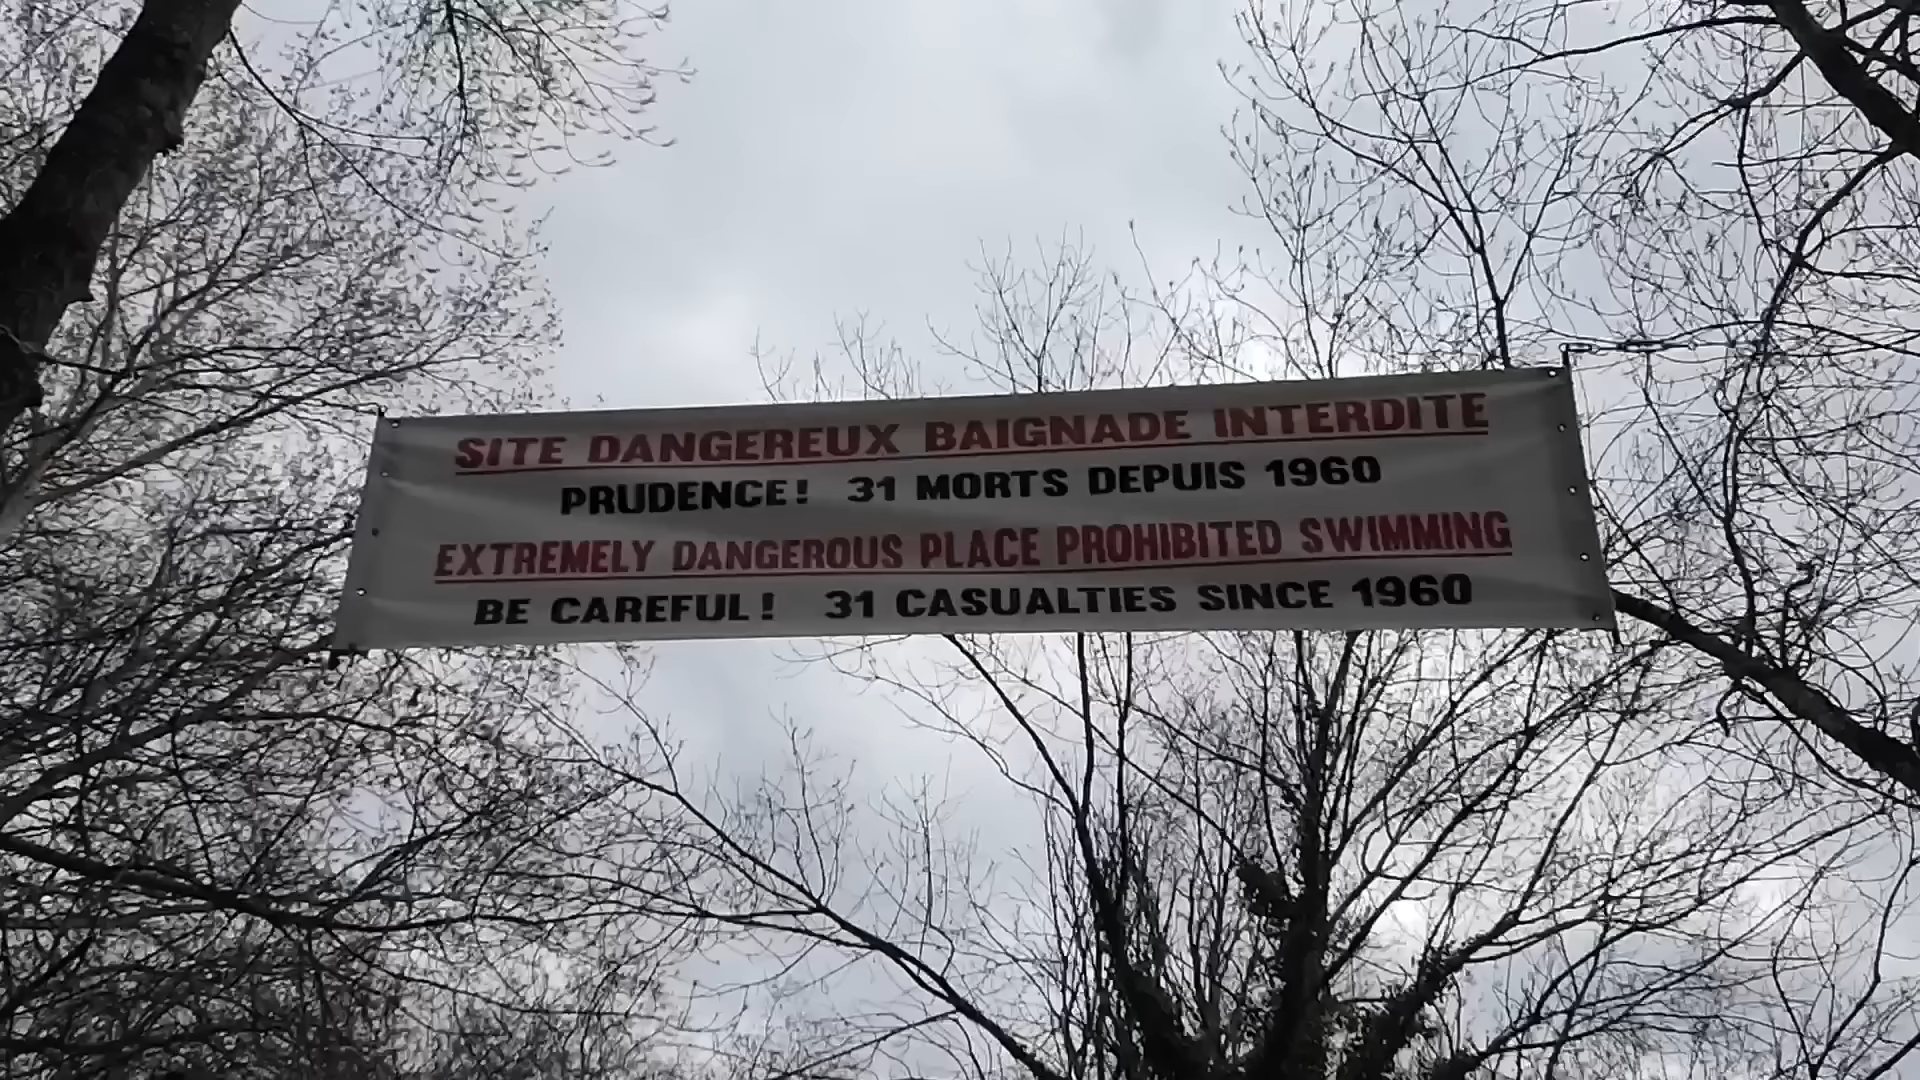 SITE DANGEREUX BAIGNADE INTERDITE
PRUDENCE! 31 MORTS DEPUIS 1960
EXTREMELY DANGEROUS PLACE PROHIBITED SWIMMING
BE CAREFUL! 31 CASUALTIES SINCE 1960